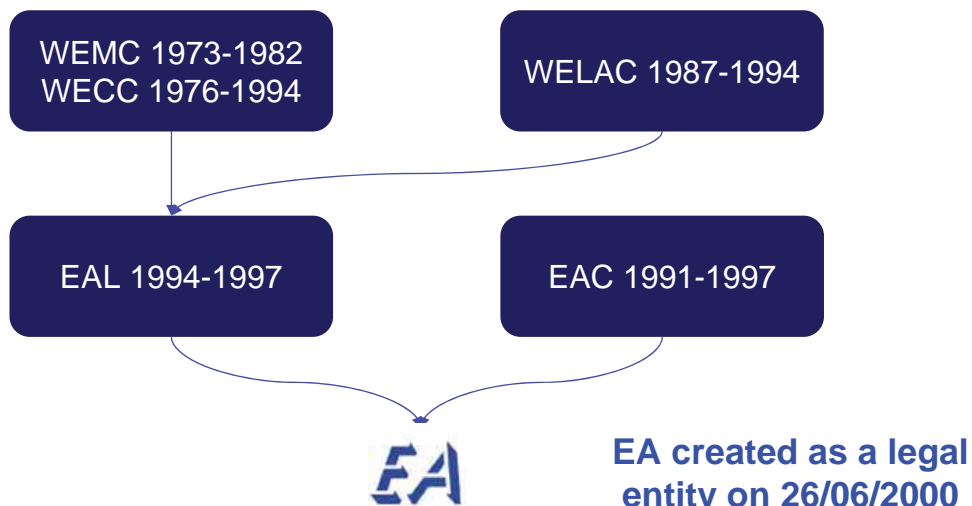 WEMC 1973-1982
WECC 1976-1994
WELAC 1987-1994
EAL 1994-1997
EAC 1991-1997
EA
EA created as a legal
entity on 26/06/2000